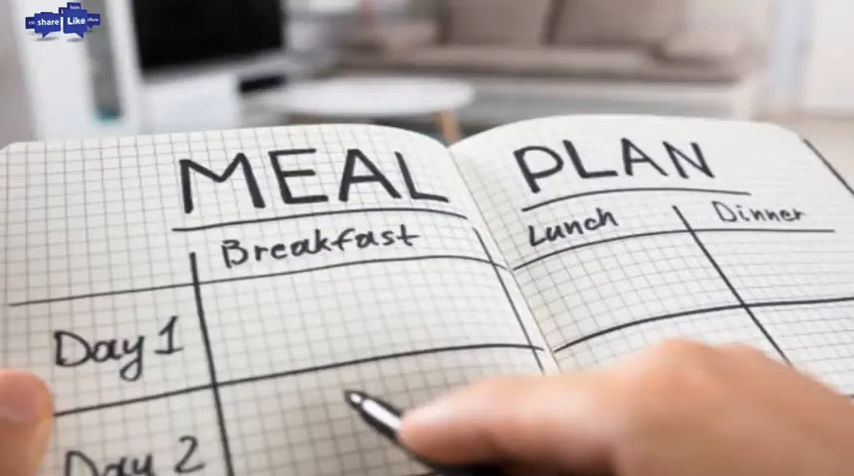 share Like
MEAL PLAN
Breakfast Lunch Dinner
Day 1
Day 2